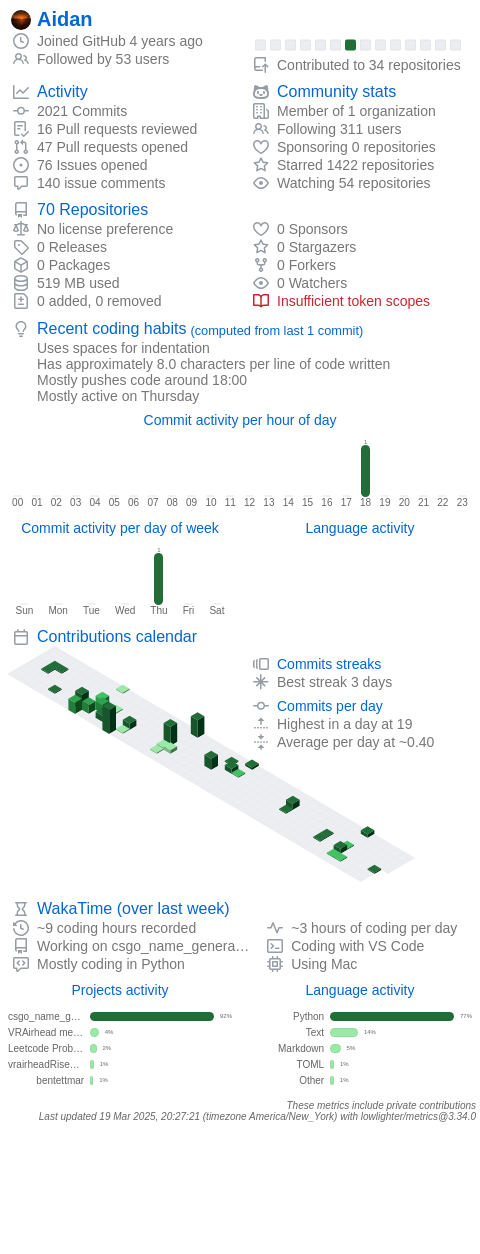 Aidan
Joined GitHub 4 years ago
Followed by 53 users
Contributed to 34 repositories
Activity
2021 Commits
16 Pull requests reviewed
47 Pull requests opened
76 Issues opened
140 issue comments
Community stats
Member of 1 organization
Following 311 users
Sponsoring 0 repositories
Starred 1422 repositories
Watching 54 repositories
70 Repositories
No license preference
0 Releases
0 Packages
519 MB used
0 added, 0 removed
0 Sponsors
0 Stargazers
0 Forkers
0 Watchers
Insufficient token scopes
Recent coding habits (computed from last 1 commit)
Uses spaces for indentation
Has approximately 8.0 characters per line of code written
Mostly pushes code around 18:00
Mostly active on Thursday
Commit activity per hour of day
1
00 01 02 03 04 05 06 07 08 09 10 11 12 13 14 15 16 17 18 19 20 21 22 23
Commit activity per day of week
1
Sun Mon Tue Wed Thu Fri Sat
Language activity
Contributions calendar
Commits streaks
Best streak 3 days
Commits per day
Highest in a day at 19
Average per day at ~0.40
WakaTime (over last week)
~9 coding hours recorded
Working on csgo_name_genera…
Mostly coding in Python
~3 hours of coding per day
Coding with VS Code
Using Mac
Projects activity
csgo_name_g… 92%
VRAirhead me… 4%
Leetcode Prob… 2%
vrairheadRise… 1%
bentettmar 1%
Language activity
Python 77%
Text 14%
Markdown 5%
TOML 1%
Other 1%
These metrics include private contributions
Last updated 19 Mar 2025, 20:27:21 (timezone America/New_York) with lowlighter/metrics@3.34.0